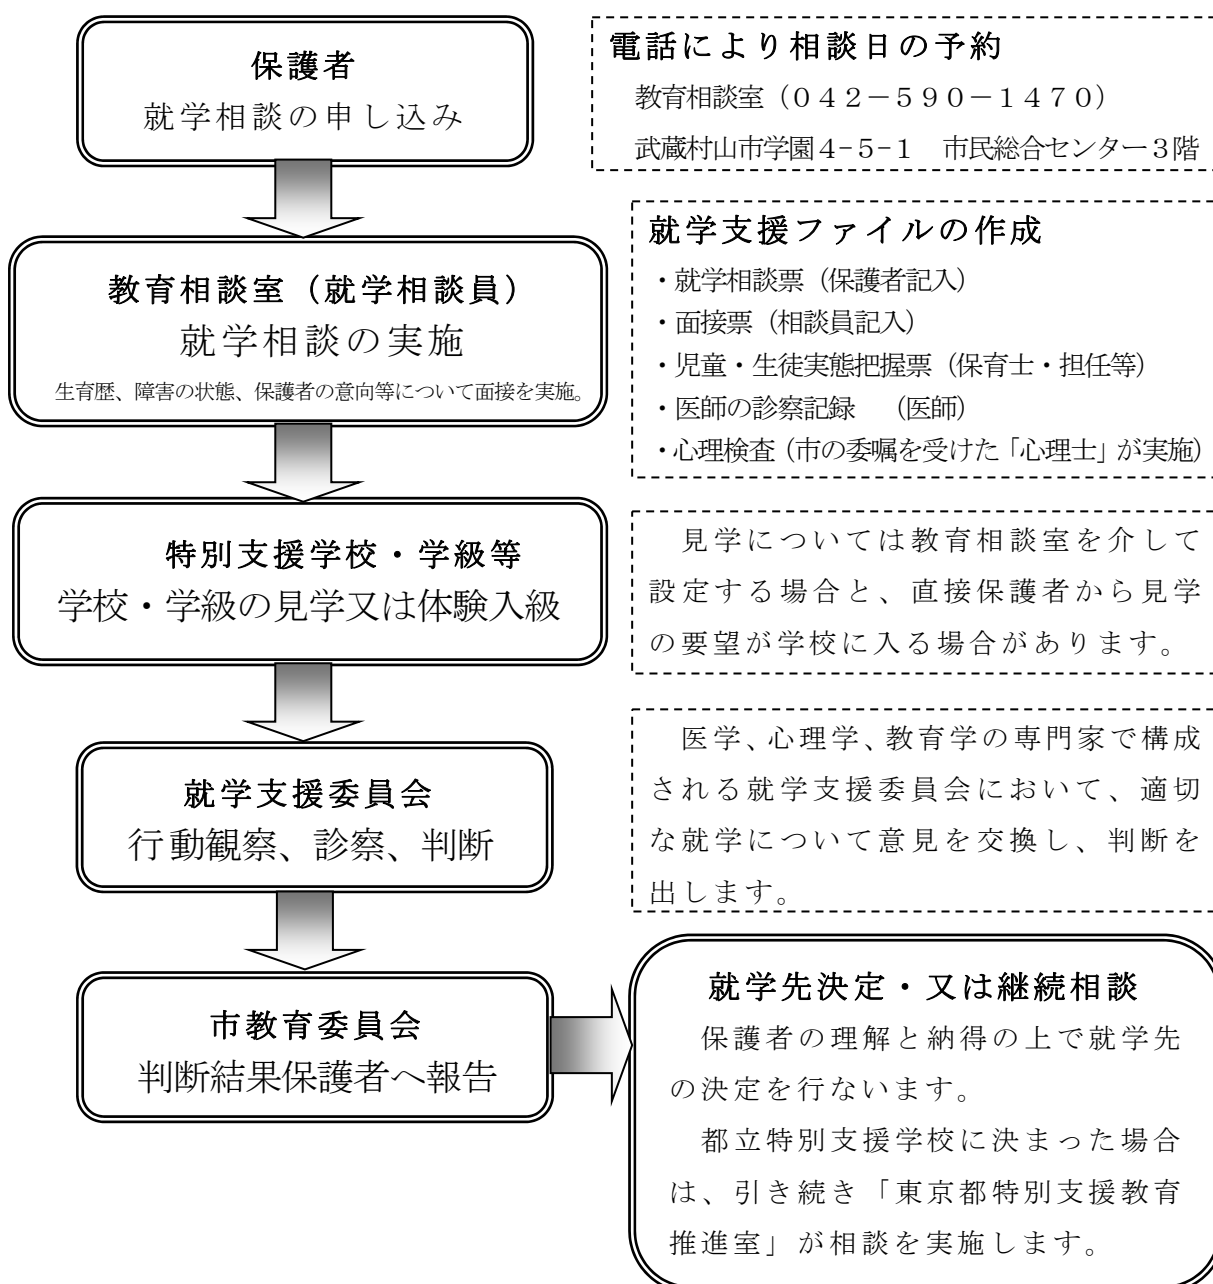 保護者
就学相談の申し込み
電話により相談日の予約
教育相談室（０４２－５９０－１４７０）
武蔵村山市学園４-５-１　市民総合センター３階
教育相談室（就学相談員）
就学相談の実施
生育歴、障害の状態、保護者の意向等について面接を実施。
就学支援ファイルの作成
・就学相談票（保護者記入）
・面接票（相談員記入）
・児童・生徒実態把握票（保育士・担任等）
・医師の診察記録　（医師）
・心理検査（市の委嘱を受けた「心理士」が実施）
特別支援学校・学級等
学校・学級の見学又は体験入級
　見学については教育相談室を介して
設定する場合と、直接保護者から見学
の要望が学校に入る場合があります。
就学支援委員会
行動観察、診察、判断
　医学、心理学、教育学の専門家で構成
される就学支援委員会において、適切
な就学について意見を交換し、判断を
出します。
市教育委員会
判断結果保護者へ報告
就学先決定・又は継続相談
　保護者の理解と納得の上で就学先
の決定を行ないます。
　都立特別支援学校に決まった場合
は、引き続き「東京都特別支援教育
推進室」が相談を実施します。